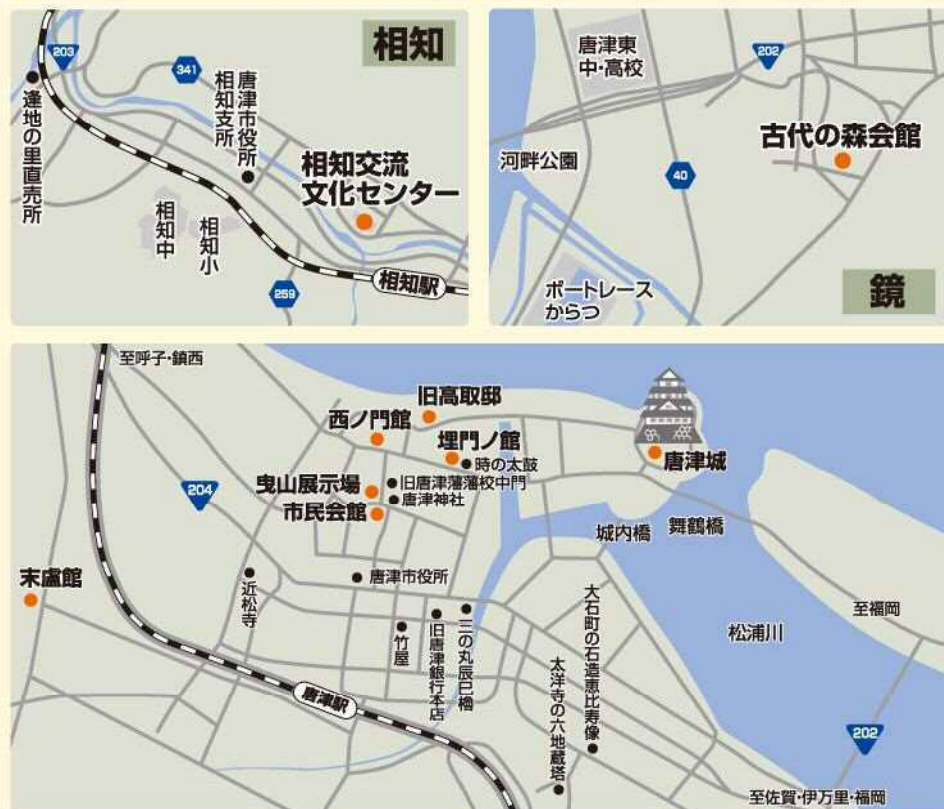 相知
203
341
唐津市役所
相知支所
逢地の里直売所
相知交流
文化センター
相知中
相知小
相知駅
259
唐津東
中・高校
202
古代の森会館
河畔公園
40
ボートレース
からつ
鏡
至呼子・鎮西
旧高取邸
西ノ門館
埋門ノ館
時の太鼓
唐津城
204
曳山展示場
旧唐津藩藩校中門
唐津神社
市民会館
城内橋
舞鶴橋
末盧館
近松寺
唐津市役所
竹屋
旧唐津銀行本店
三の丸辰巳櫓
大石町の石造恵比寿像
太洋寺の六地蔵塔
至福岡
松浦川
唐津駅
202
至佐賀・伊万里・福岡